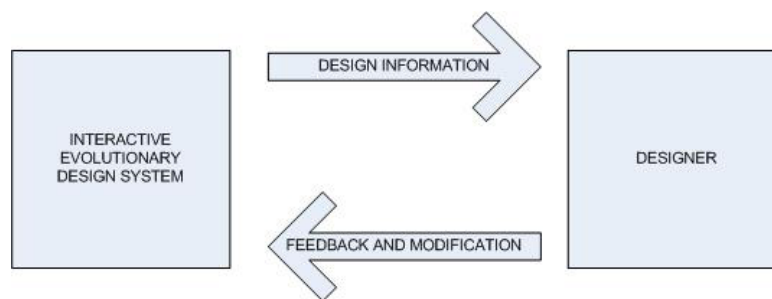 DESIGN INFORMATION
INTERACTIVE
EVOLUTIONARY
DESIGN SYSTEM
DESIGNER
FEEDBACK AND MODIFICATION